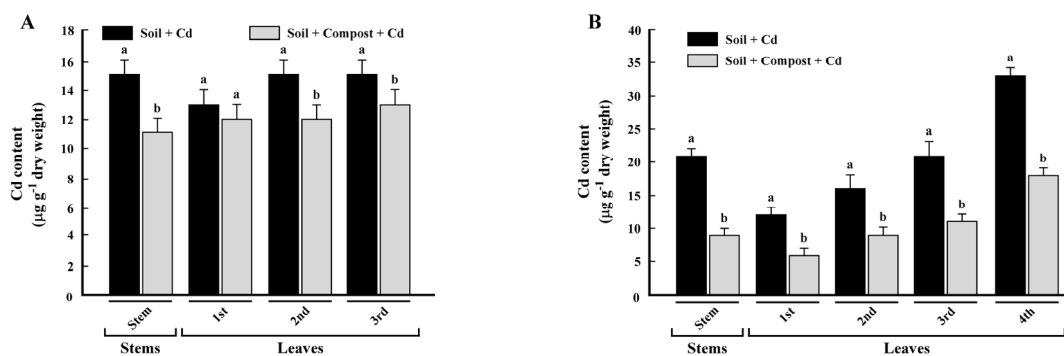 A
Soil + Cd
Soil + Compost + Cd
Cd content
(µg g⁻¹ dry weight)
18
16
14
12
10
8
6
4
2
0
a
b
a
a
a
b
a
b
Stem
1st
2nd
3rd
Stems
Leaves
B
Soil + Cd
Soil + Compost + Cd
Cd content
(µg g⁻¹ dry weight)
40
35
30
25
20
15
10
5
0
a
b
a
b
a
b
a
b
a
b
Stem
1st
2nd
3rd
4th
Stems
Leaves